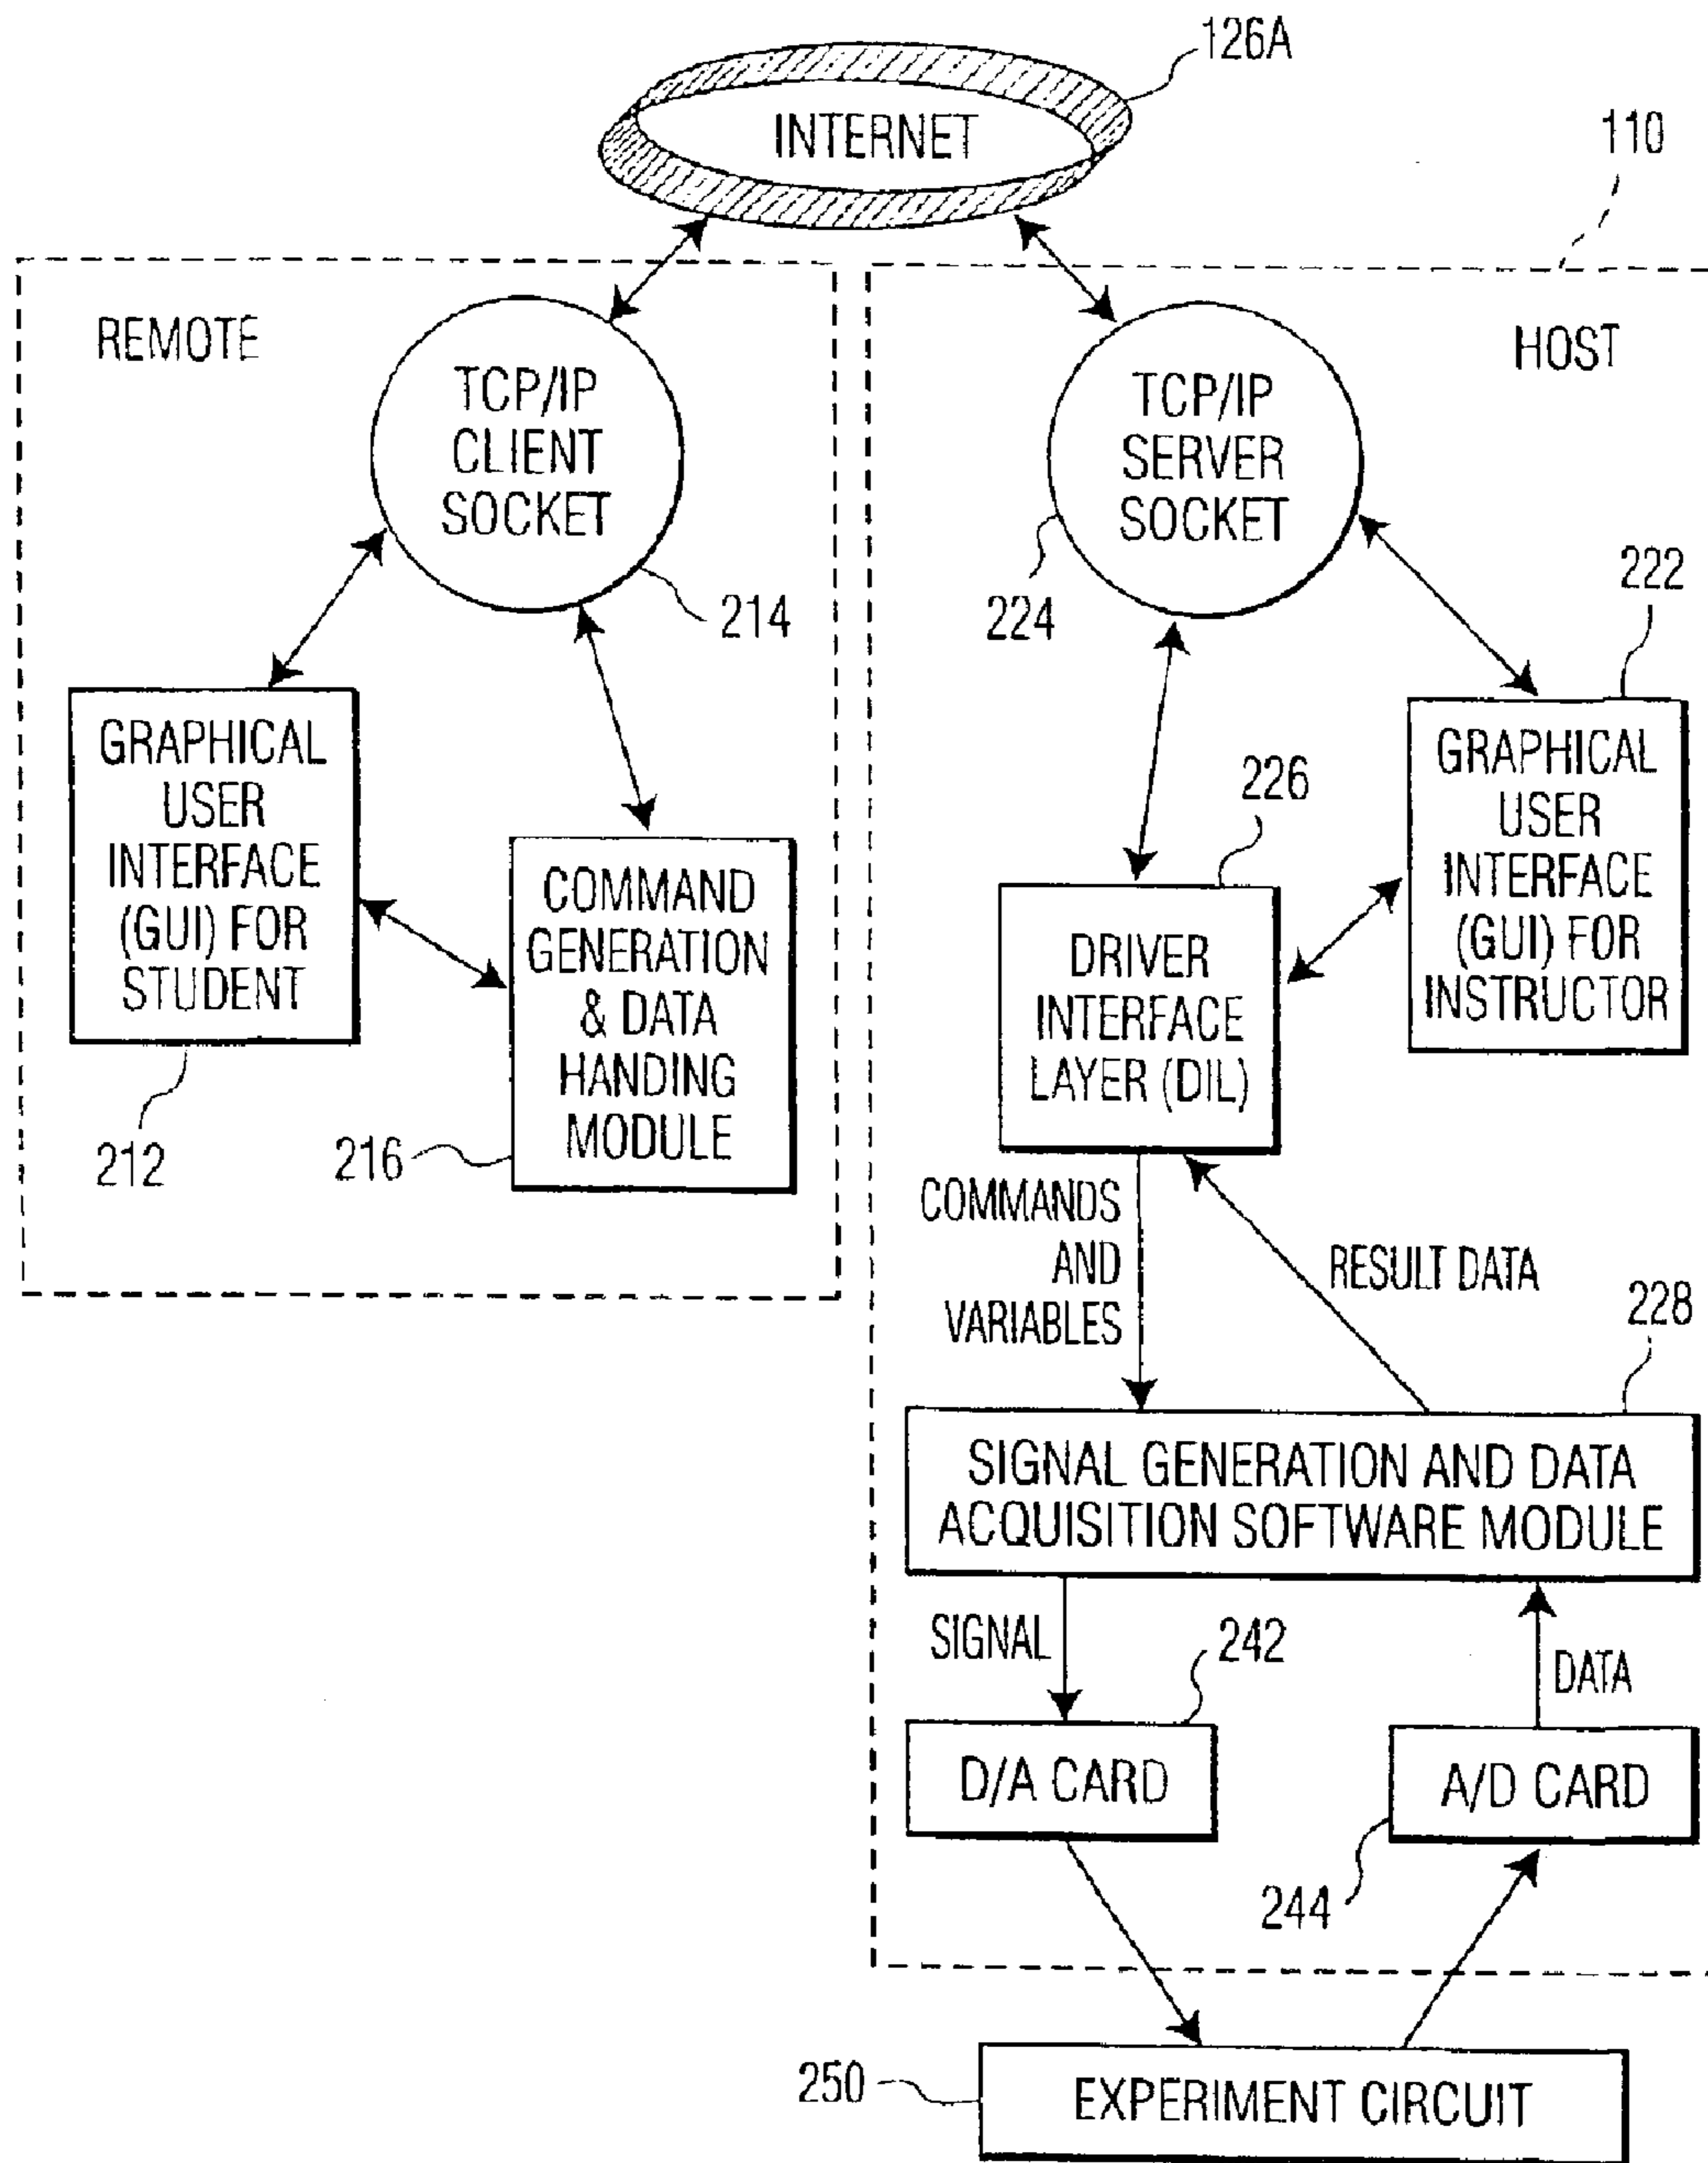 126A
INTERNET
110
REMOTE
HOST
TCP/IP
CLIENT
SOCKET
214
TCP/IP
SERVER
SOCKET
224
222
GRAPHICAL
USER
INTERFACE
(GUI) FOR
STUDENT
212
COMMAND
GENERATION
& DATA
HANDING
MODULE
216
226
DRIVER
INTERFACE
LAYER (DIL)
GRAPHICAL
USER
INTERFACE
(GUI) FOR
INSTRUCTOR
COMMANDS
AND
VARIABLES
RESULT DATA
228
SIGNAL GENERATION AND DATA
ACQUISITION SOFTWARE MODULE
SIGNAL
242
DATA
D/A CARD
A/D CARD
244
250
EXPERIMENT CIRCUIT